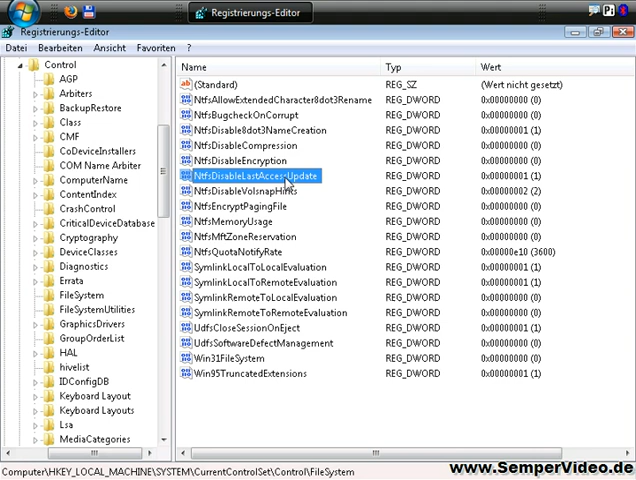 Registrierungs-Editor
Registrierungs-Editor
Datei Bearbeiten Ansicht Favoriten ?
Control
AGP
Arbiters
BackupRestore
Class
CMF
CoDeviceInstallers
COM Name Arbiter
ComputerName
ContentIndex
CrashControl
CriticalDeviceDatabase
Cryptography
DeviceClasses
Diagnostics
Errata
FileSystem
FileSystemUtilities
GraphicsDrivers
GroupOrderList
HAL
hivelist
IDConfigDB
Keyboard Layout
Keyboard Layouts
Lsa
MediaCategories
Name Typ Wert
(Standard) REG_SZ (Wert nicht gesetzt)
NtfsAllowExtendedCharacter8dot3Rename REG_DWORD 0x00000000 (0)
NtfsBugcheckOnCorrupt REG_DWORD 0x00000000 (0)
NtfsDisable8dot3NameCreation REG_DWORD 0x00000001 (1)
NtfsDisableCompression REG_DWORD 0x00000000 (0)
NtfsDisableEncryption REG_DWORD 0x00000000 (0)
NtfsDisableLastAccessUpdate REG_DWORD 0x00000001 (1)
NtfsDisableVolsnapHints REG_DWORD 0x00000002 (2)
NtfsEncryptPagingFile REG_DWORD 0x00000000 (0)
NtfsMemoryUsage REG_DWORD 0x00000000 (0)
NtfsMftZoneReservation REG_DWORD 0x00000000 (0)
NtfsQuotaNotifyRate REG_DWORD 0x00000e10 (3600)
SymlinkLocalToLocalEvaluation REG_DWORD 0x00000001 (1)
SymlinkLocalToRemoteEvaluation REG_DWORD 0x00000001 (1)
SymlinkRemoteToLocalEvaluation REG_DWORD 0x00000000 (0)
SymlinkRemoteToRemoteEvaluation REG_DWORD 0x00000000 (0)
UdfsCloseSessionOnEject REG_DWORD 0x00000001 (1)
UdfsSoftwareDefectManagement REG_DWORD 0x00000000 (0)
Win31FileSystem REG_DWORD 0x00000000 (0)
Win95TruncatedExtensions REG_DWORD 0x00000001 (1)
Computer\HKEY_LOCAL_MACHINE\SYSTEM\CurrentControlSet\Control\FileSystem
www.SemperVideo.de